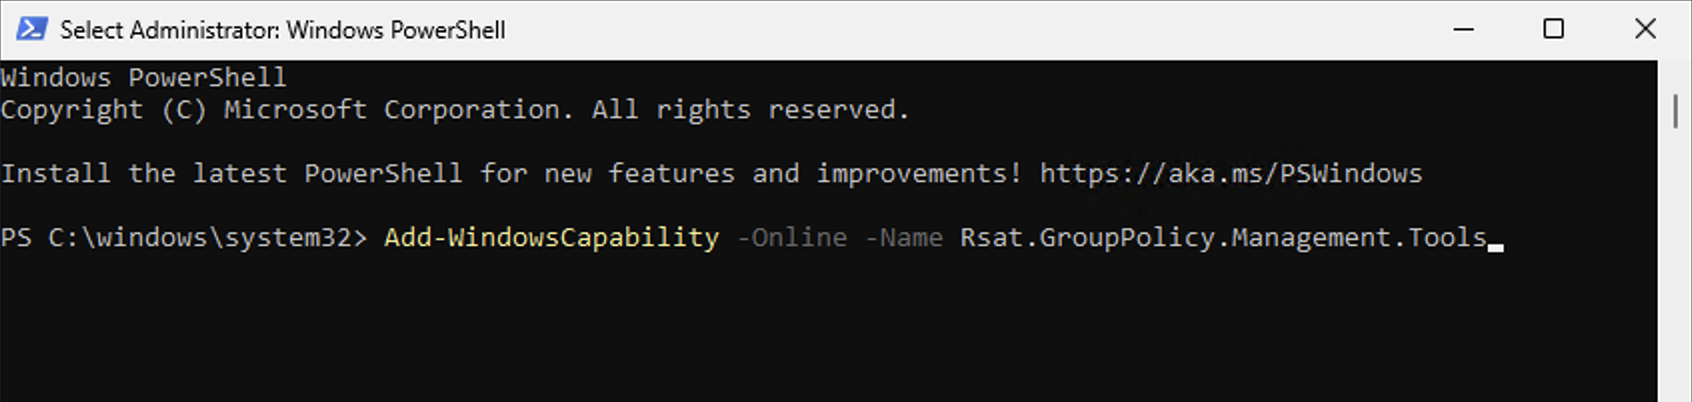 Select Administrator: Windows PowerShell
Windows PowerShell
Copyright (C) Microsoft Corporation. All rights reserved.
Install the latest PowerShell for new features and improvements! https://aka.ms/PSWindows
PS C:\windows\system32> Add-WindowsCapability -Online -Name Rsat.GroupPolicy.Management.Tools